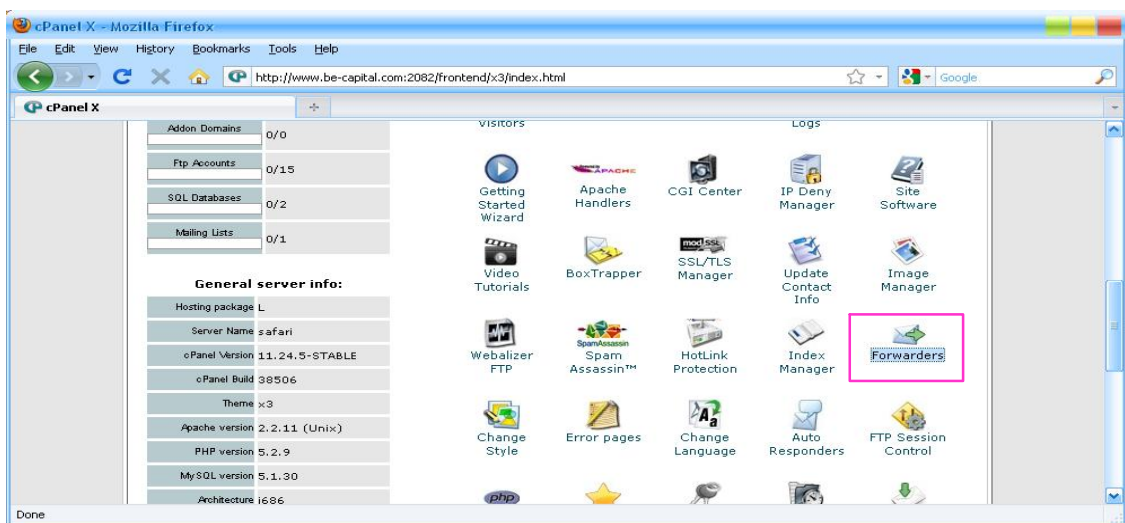 cPanel X - Mozilla Firefox
File Edit View History Bookmarks Tools Help
http://www.be-capital.com:2082/frontend/x3/index.html
Google
cPanel X
Addon Domains 0/0
Ftp Accounts 0/15
SQL Databases 0/2
Mailing Lists 0/1
General server info:
Hosting package L
Server Name safari
cPanel Version 11.24.5-STABLE
cPanel Build 38506
Theme x3
Apache version 2.2.11 (Unix)
PHP version 5.2.9
MySQL version 5.1.30
Architecture i686
Visitors
Logs
APACHE
Getting Started Wizard
Apache Handlers
CGI Center
IP Deny Manager
Site Software
mod_ssl
Video Tutorials
BoxTrapper
SSL/TLS Manager
Update Contact Info
Image Manager
SpamAssassin
Webalizer FTP
Spam Assassin™
HotLink Protection
Index Manager
Forwarders
Change Style
Error pages
Change Language
Auto Responders
FTP Session Control
php
Done